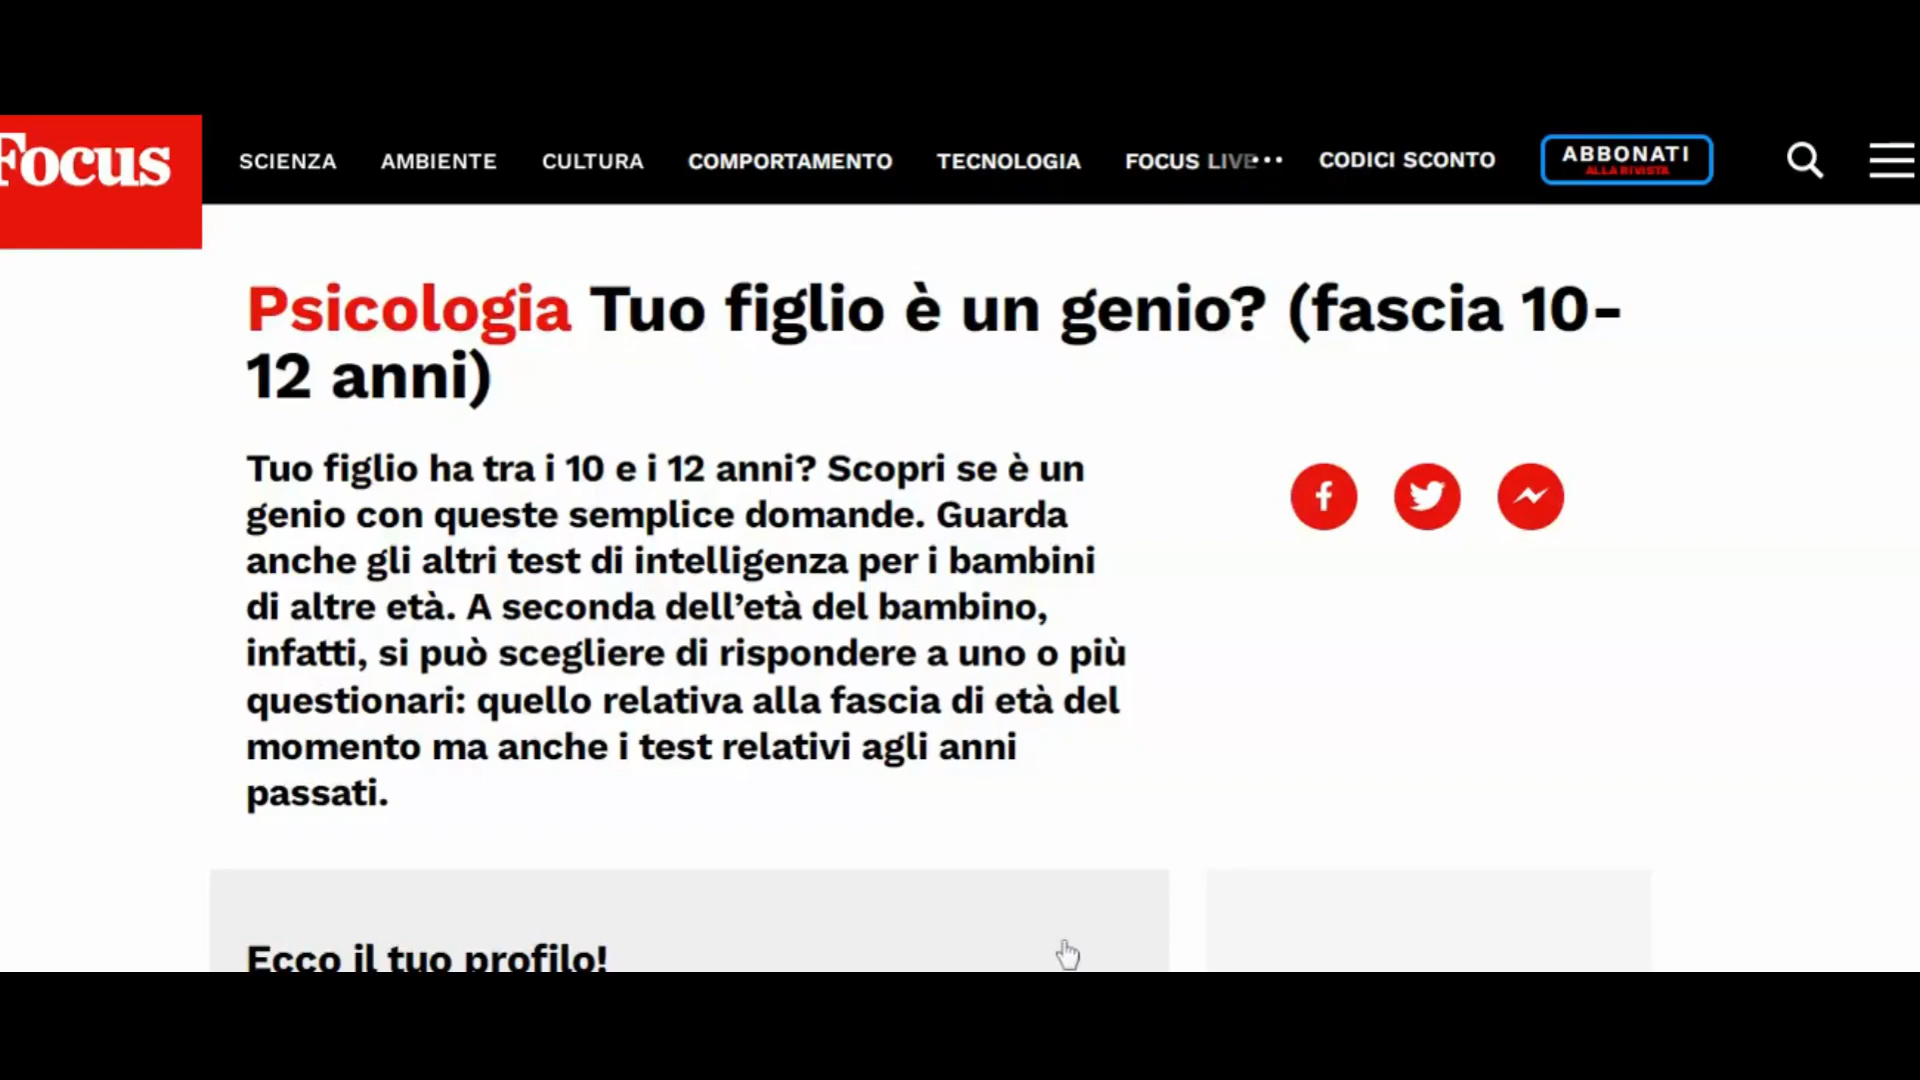 Focus
SCIENZA AMBIENTE CULTURA COMPORTAMENTO TECNOLOGIA FOCUS LIVE CODICI SCONTO ABBONATI
ALLA RIVISTA
Psicologia Tuo figlio è un genio? (fascia 10-
12 anni)
Tuo figlio ha tra i 10 e i 12 anni? Scopri se è un
genio con queste semplice domande. Guarda
anche gli altri test di intelligenza per i bambini
di altre età. A seconda dell’età del bambino,
infatti, si può scegliere di rispondere a uno o più
questionari: quello relativa alla fascia di età del
momento ma anche i test relativi agli anni
passati.
Ecco il tuo profilo!